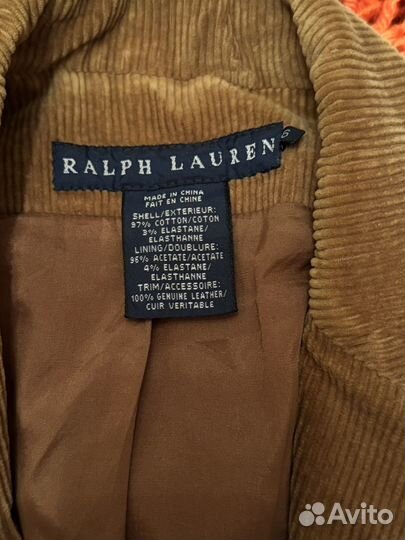 RALPH LAUREN
6
MADE IN CHINA
FAIT EN CHINE
SHELL/EXTERIEUR:
97% COTTON/COTON
3% ELASTANE/
ELASTHANNE
LINING/DOUBLURE:
96% ACETATE/ACETATE
4% ELASTANE/
ELASTHANNE
TRIM/ACCESSOIRE:
100% GENUINE LEATHER/
CUIR VERITABLE
Avito